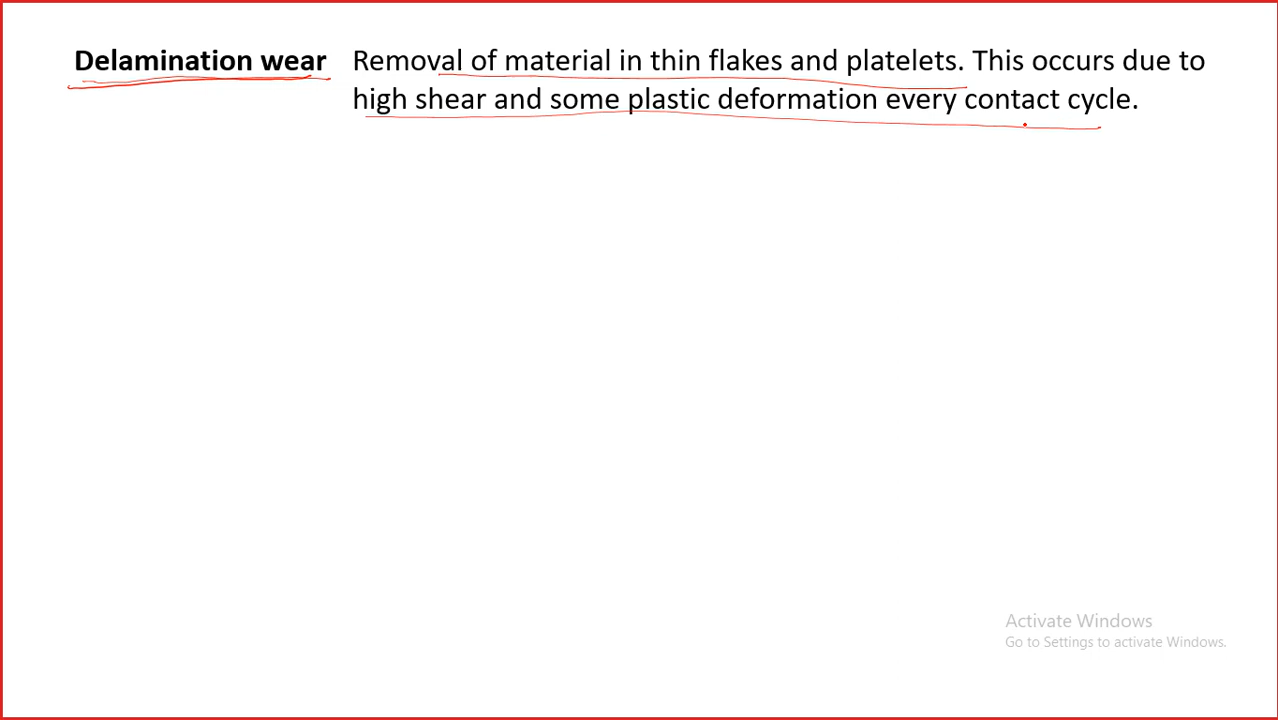 Delamination wear Removal of material in thin flakes and platelets. This occurs due to
high shear and some plastic deformation every contact cycle.
Activate Windows
Go to Settings to activate Windows.